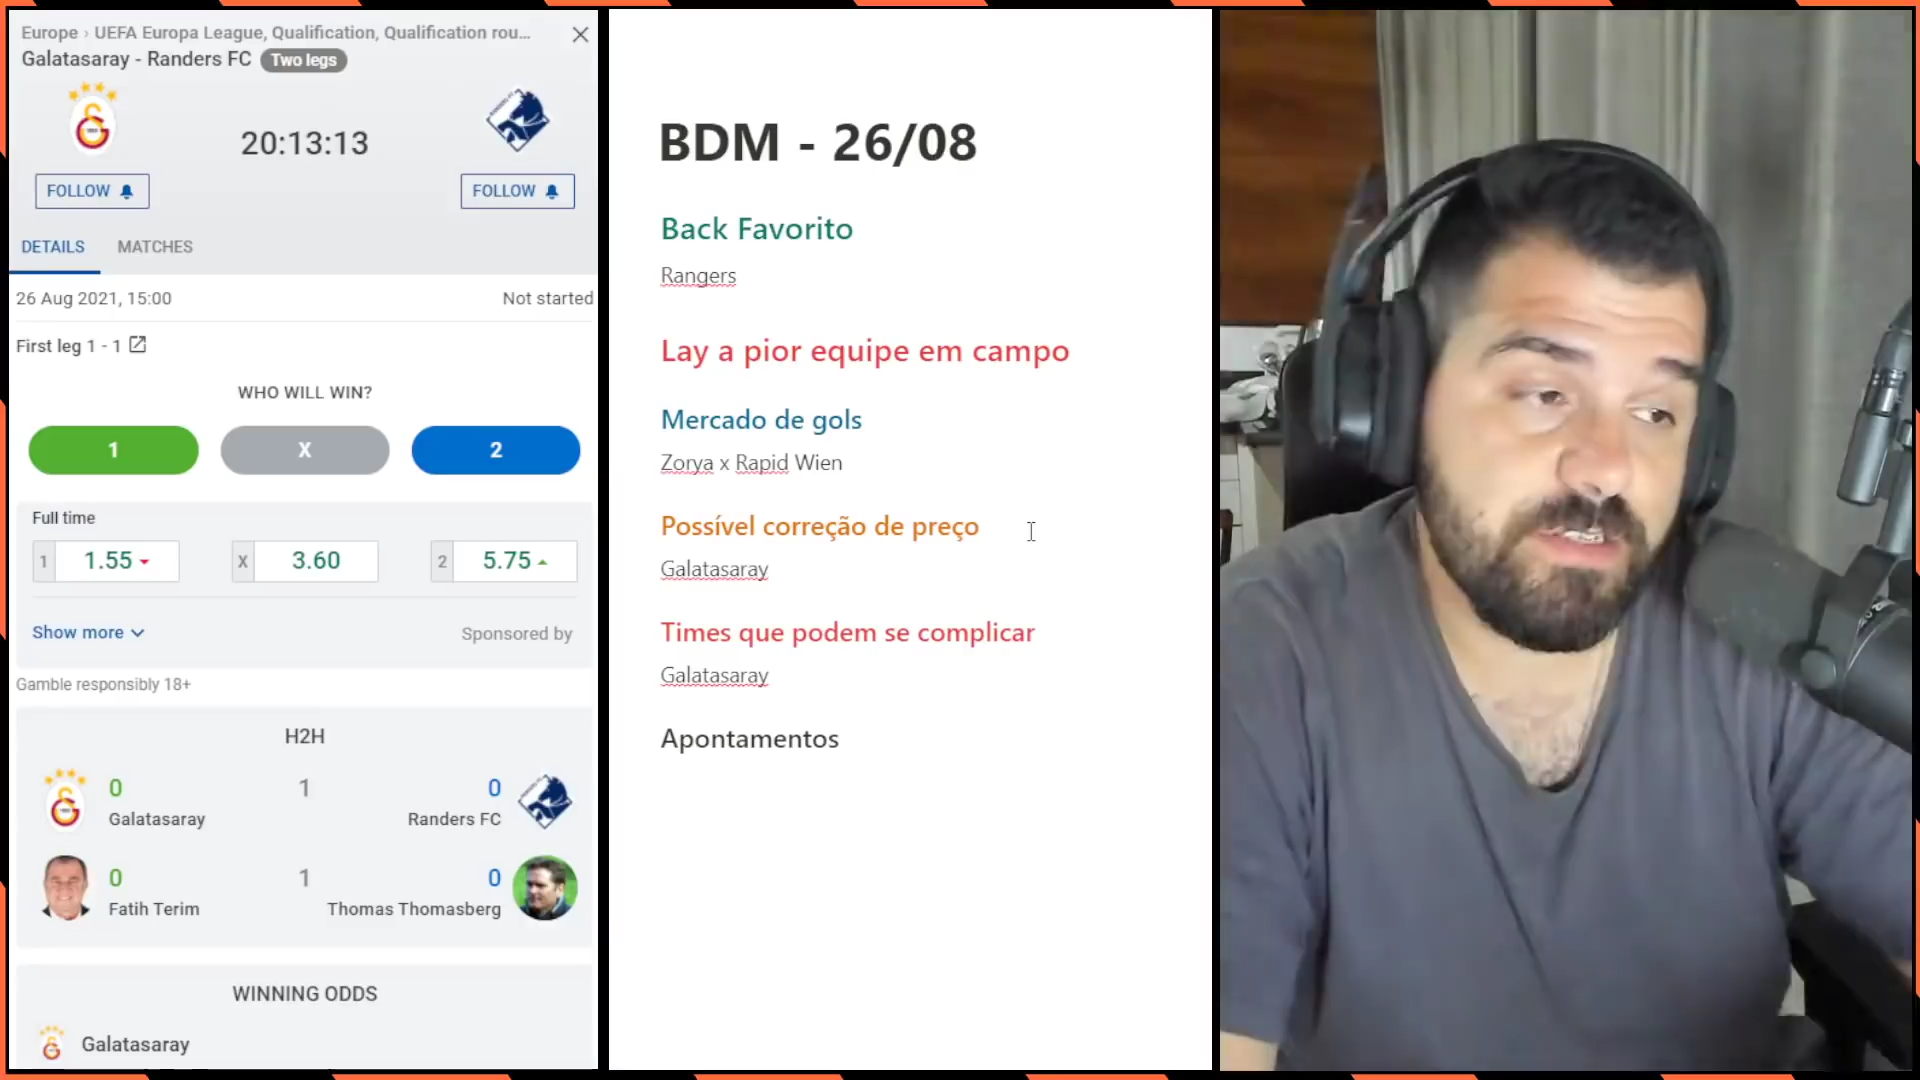 Europe › UEFA Europa League, Qualification, Qualification rou...
Galatasaray - Randers FC Two legs
20:13:13
FOLLOW
FOLLOW
DETAILS MATCHES
26 Aug 2021, 15:00 Not started
First leg 1 - 1
WHO WILL WIN?
1 X 2
Full time
1 1.55 X 3.60 2 5.75
Show more Sponsored by
Gamble responsibly 18+
H2H
0 1 0
Galatasaray Randers FC
0 1 0
Fatih Terim Thomas Thomasberg
WINNING ODDS
Galatasaray
BDM - 26/08
Back Favorito
Rangers
Lay a pior equipe em campo
Mercado de gols
Zorya x Rapid Wien
Possível correção de preço
Galatasaray
Times que podem se complicar
Galatasaray
Apontamentos